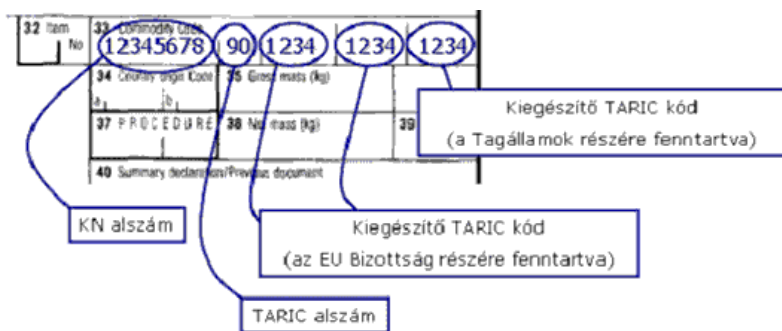 32 Item No
33 Commodity Code
12345678 90 1234 1234 1234
34 Country origin Code
35 Gross mass (kg)
a
b
37 PROCEDURE
38 Net mass (kg)
39
40 Summary declaration/Previous document
Kiegészítő TARIC kód
(a Tagállamok részére fenntartva)
KN alszám
Kiegészítő TARIC kód
(az EU Bizottság részére fenntartva)
TARIC alszám